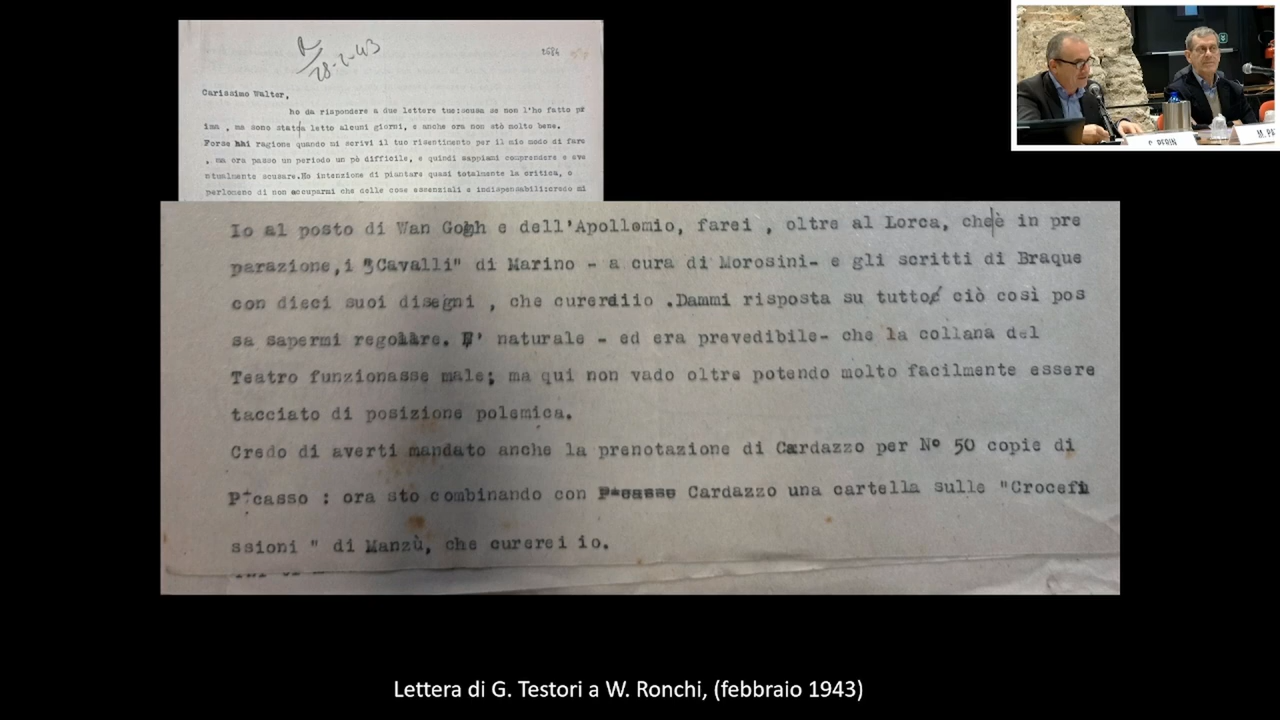 R
28-2-43
2684
Carissimo Walter,
ho da rispondere a due lettere tue:scusa se non l'ho fatto pr
ima , ma sono stato a letto alcuni giorni, e anche ora non stò molto bene.
Forse hai ragione quando mi scrivi il tuo risentimento per il mio modo di fare
, ma ora passo un periodo un pò difficile, e quindi sappiami comprendere e eve
ntualmente scusare.Ho intenzione di piantare quasi totalmente la critica, o
perlomeno di non occuparmi che delle cose essenziali e indispensabili:credo mi
Io al posto di Wan Gogh e dell'Apollomio, farei , oltre al Lorca, che è in pre
parazione,i "5Cavalli" di Marino - a cura di Morosini- e gli scritti di Braque
con dieci suoi disegni , che curerdiio .Dammi risposta su tutto ciò così pos
sa sapermi regolare. E' naturale - ed era prevedibile- che la collana del
Teatro funzionasse male; ma qui non vado oltre potendo molto facilmente essere
tacciato di posizione polemica.
Credo di averti mandato anche la prenotazione di Cardazzo per N° 50 copie di
Picasso : ora sto combinando con Picasso Cardazzo una cartella sulle "Crocefi
ssioni " di Manzù, che curerei io.
C. PERIN
M. PE
Lettera di G. Testori a W. Ronchi, (febbraio 1943)